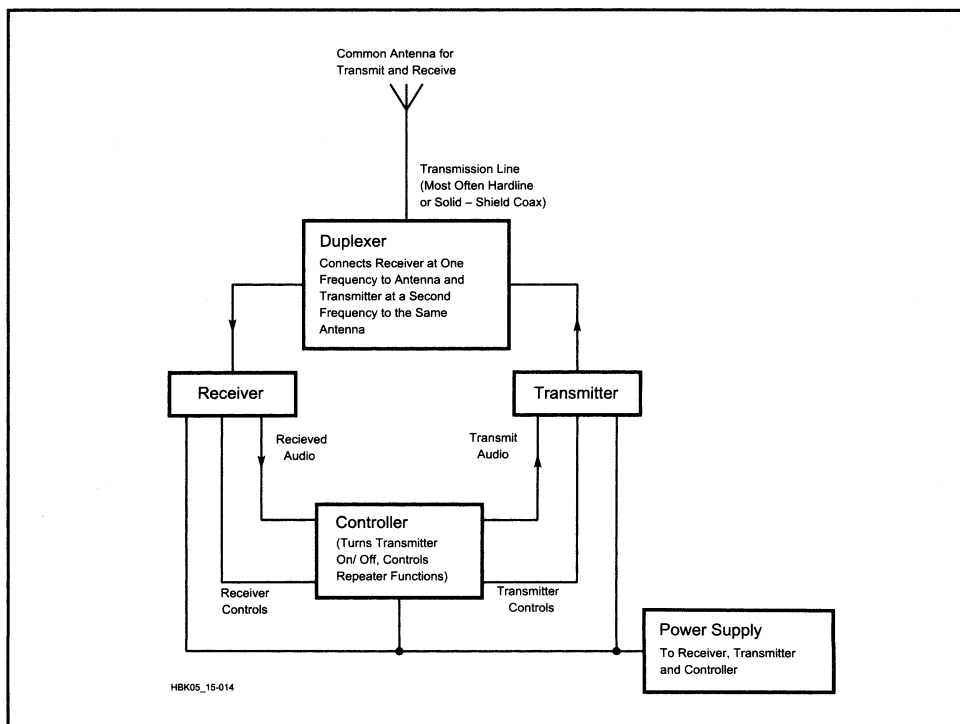 Common Antenna for
Transmit and Receive
Transmission Line
(Most Often Hardline
or Solid – Shield Coax)
Duplexer
Connects Receiver at One
Frequency to Antenna and
Transmitter at a Second
Frequency to the Same
Antenna
Receiver
Transmitter
Recieved
Audio
Transmit
Audio
Controller
(Turns Transmitter
On/ Off, Controls
Repeater Functions)
Receiver
Controls
Transmitter
Controls
Power Supply
To Receiver, Transmitter
and Controller
HBK05_15-014